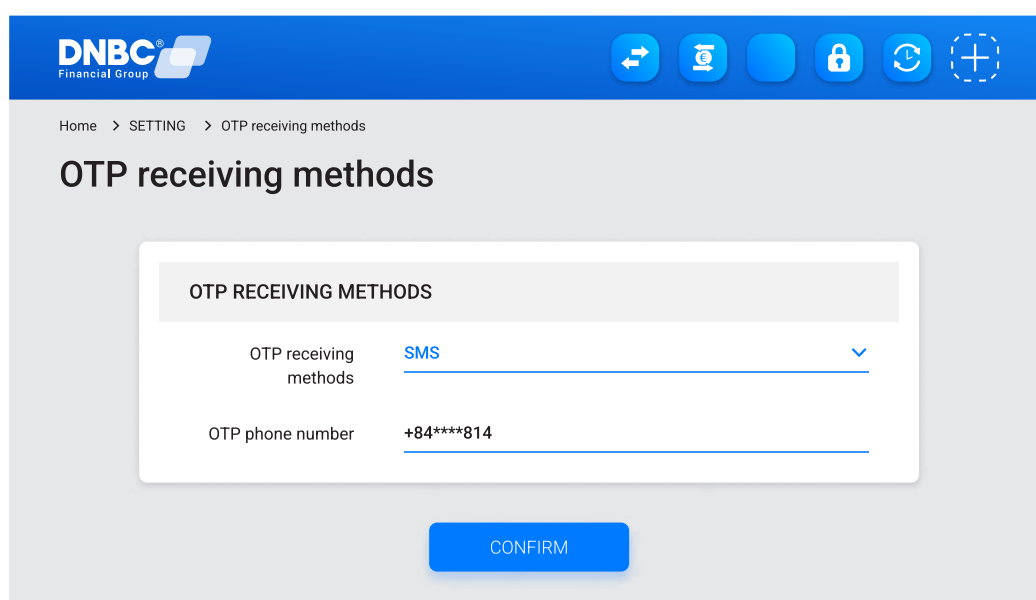 DNBC®
Financial Group
Home > SETTING > OTP receiving methods
OTP receiving methods
OTP RECEIVING METHODS
OTP receiving methods
SMS
OTP phone number
+84****814
CONFIRM